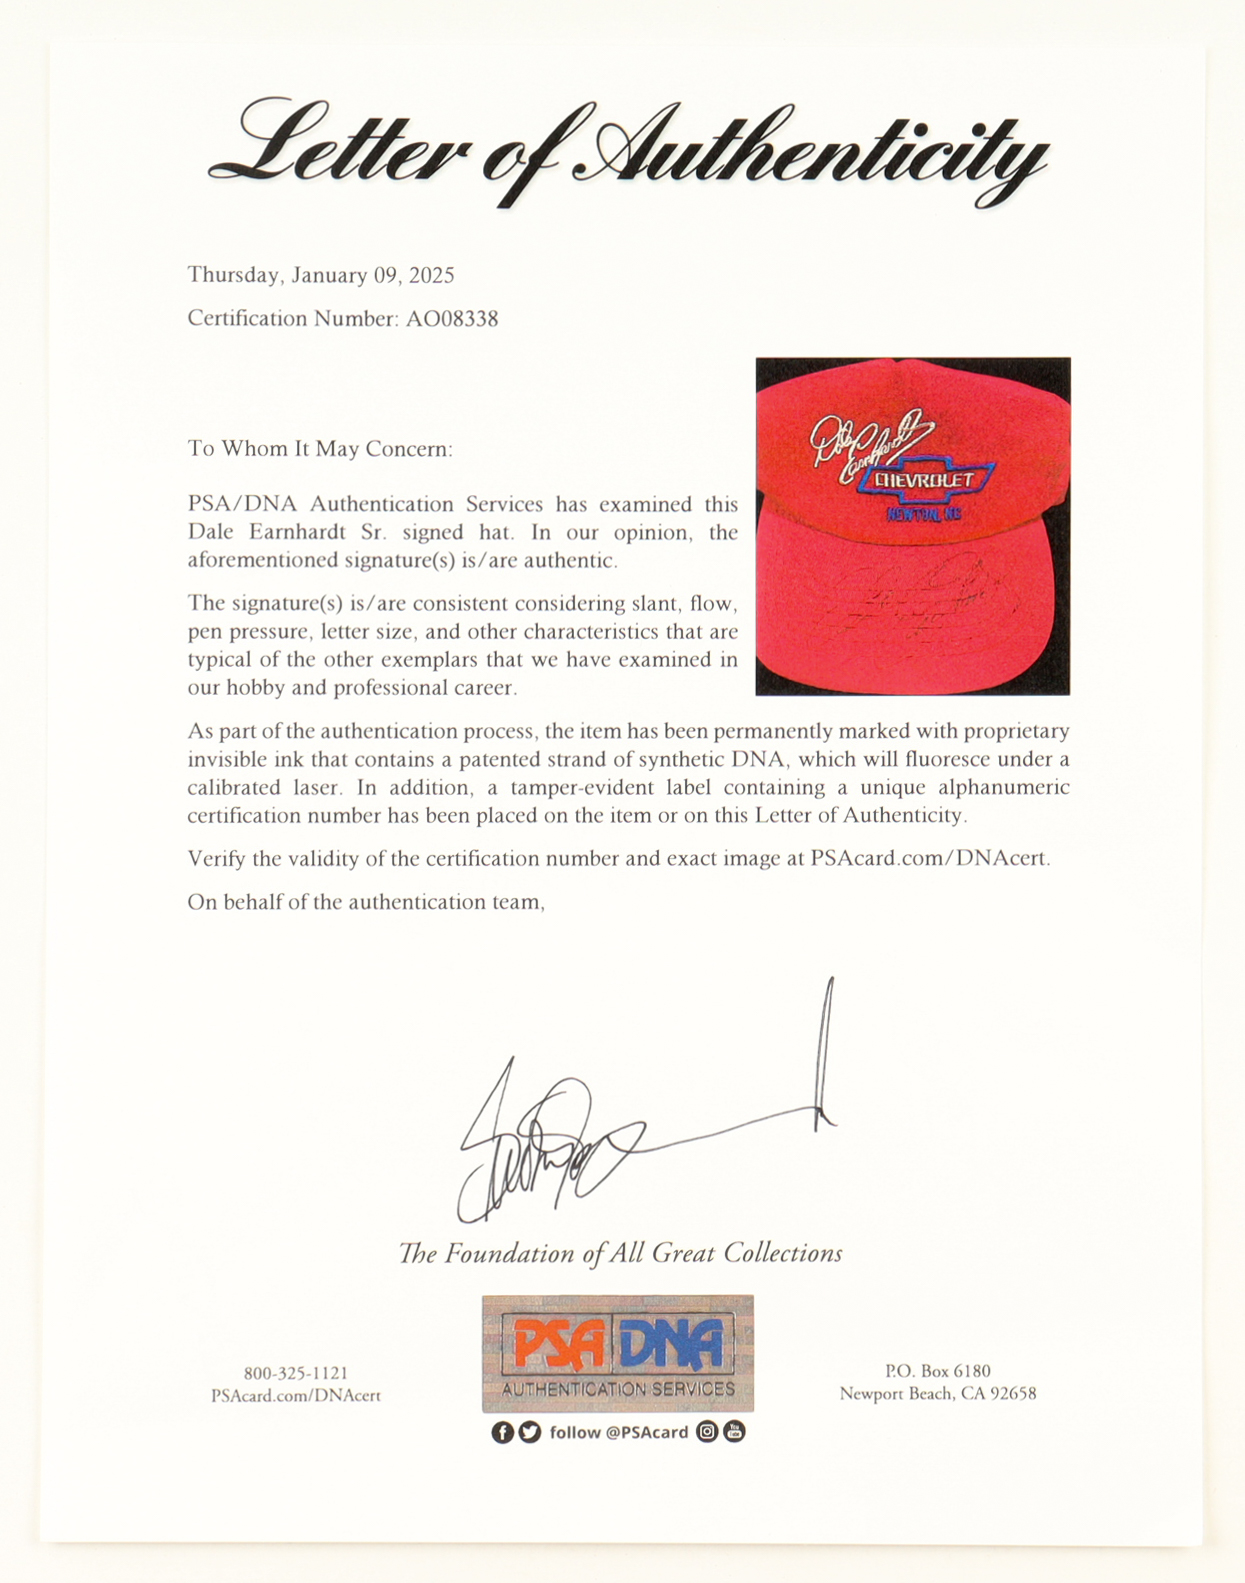 Letter of Authenticity
Thursday, January 09, 2025
Certification Number: AO08338
Dale
Earnhardt
CHEVROLET
NEWTON, NC
To Whom It May Concern:
PSA/DNA Authentication Services has examined this
Dale Earnhardt Sr. signed hat. In our opinion, the
aforementioned signature(s) is/are authentic.
The signature(s) is/are consistent considering slant, flow,
pen pressure, letter size, and other characteristics that are
typical of the other exemplars that we have examined in
our hobby and professional career.
As part of the authentication process, the item has been permanently marked with proprietary
invisible ink that contains a patented strand of synthetic DNA, which will fluoresce under a
calibrated laser. In addition, a tamper-evident label containing a unique alphanumeric
certification number has been placed on the item or on this Letter of Authenticity.
Verify the validity of the certification number and exact image at PSAcard.com/DNAcert.
On behalf of the authentication team,
The Foundation of All Great Collections
PSA DNA
AUTHENTICATION SERVICES
800-325-1121
PSAcard.com/DNAcert
P.O. Box 6180
Newport Beach, CA 92658
follow @PSAcard
You
Tube